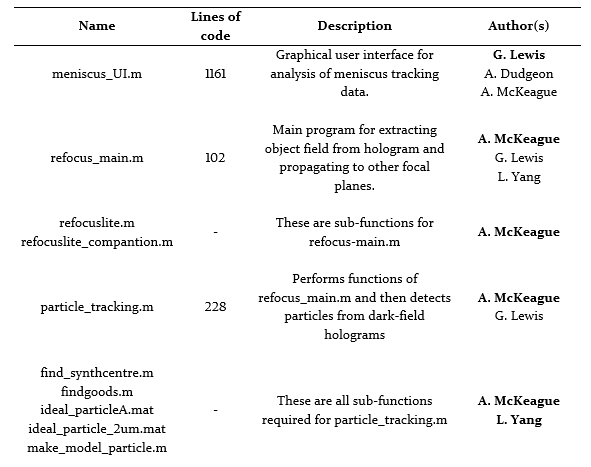 Name Lines of code Description Author(s)
meniscus_UI.m 1161 Graphical user interface for analysis of meniscus tracking data. G. Lewis A. Dudgeon A. McKeague
refocus_main.m 102 Main program for extracting object field from hologram and propagating to other focal planes. A. McKeague G. Lewis L. Yang
refocuslite.m refocuslite_compantion.m - These are sub-functions for refocus-main.m A. McKeague
particle_tracking.m 228 Performs functions of refocus_main.m and then detects particles from dark-field holograms A. McKeague G. Lewis
find_synthcentre.m findgoods.m ideal_particleA.mat ideal_particle_2um.mat make_model_particle.m - These are all sub-functions required for particle_tracking.m A. McKeague L. Yang